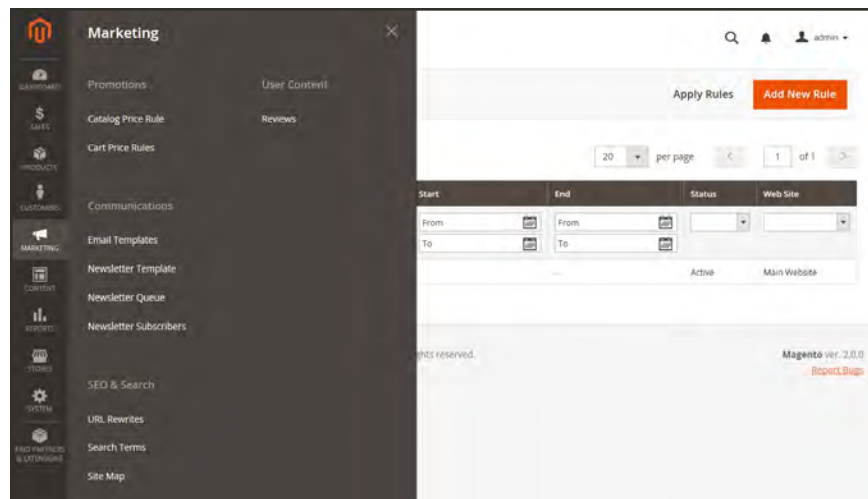 Marketing
Promotions
Catalog Price Rule
Cart Price Rules
User Content
Reviews
Communications
Email Templates
Newsletter Template
Newsletter Queue
Newsletter Subscribers
SEO & Search
URL Rewrites
Search Terms
Site Map
DASHBOARD
SALES
PRODUCTS
CUSTOMERS
MARKETING
CONTENT
REPORTS
STORES
SYSTEM
FIND PARTNERS
& EXTENSIONS
admin
Apply Rules
Add New Rule
20 per page 1 of 1
Start End Status Web Site
From From
To To
--- Active Main Website
ghts reserved.
Magento ver. 2.0.0
Report Bugs